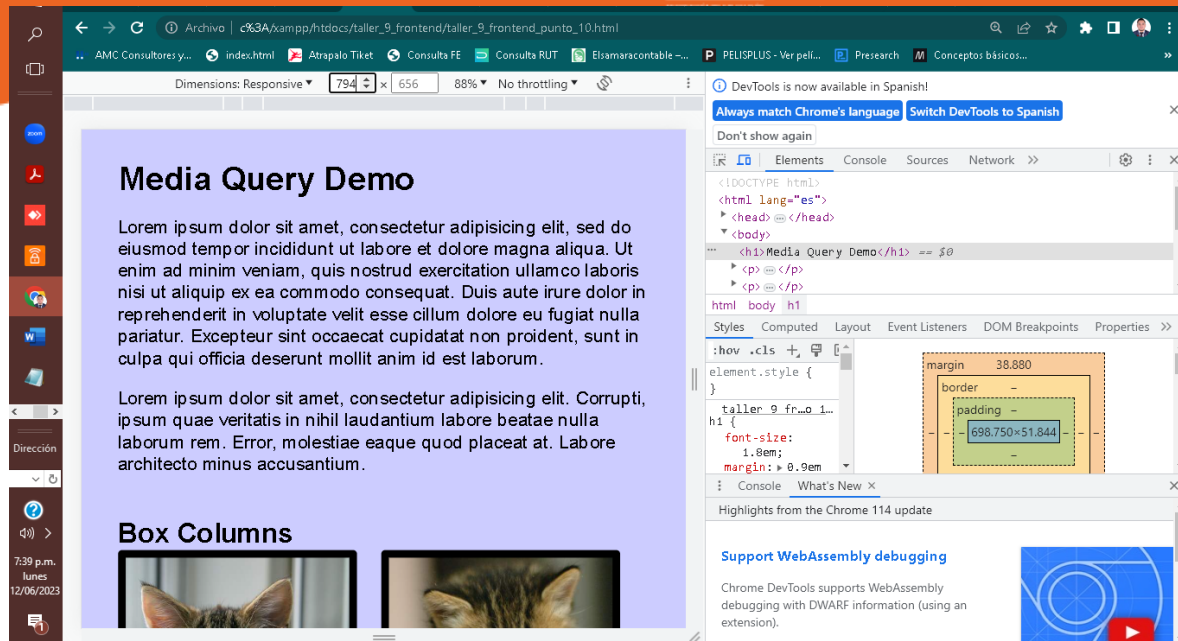 Archivo | c%3A/xampp/htdocs/taller_9_frontend/taller_9_frontend_punto_10.html
AMC Consultores y... index.html Atrapalo Tiket Consulta FE Consulta RUT Elsamaracontable –... PELISPLUS - Ver pelí... Presearch Conceptos básicos... »
Dimensions: Responsive 794 × 656 88% No throttling
DevTools is now available in Spanish!
Always match Chrome's language Switch DevTools to Spanish
Don't show again
Elements Console Sources Network »
<!DOCTYPE html>
<html lang="es">
<head> … </head>
<body>
… <h1>Media Query Demo</h1> == $0
<p> … </p>
<p> … </p>
html body h1
Styles Computed Layout Event Listeners DOM Breakpoints Properties »
:hov .cls +
element.style {
}
taller 9 fr…o 1…
h1 {
font-size:
1.8em;
margin: ▸ 0.9em
margin 38.880
border –
padding –
– – – 698.750×51.844 – – –
–
Console What's New ×
Highlights from the Chrome 114 update
Support WebAssembly debugging
Chrome DevTools supports WebAssembly
debugging with DWARF information (using an
extension).
Media Query Demo
Lorem ipsum dolor sit amet, consectetur adipisicing elit, sed do
eiusmod tempor incididunt ut labore et dolore magna aliqua. Ut
enim ad minim veniam, quis nostrud exercitation ullamco laboris
nisi ut aliquip ex ea commodo consequat. Duis aute irure dolor in
reprehenderit in voluptate velit esse cillum dolore eu fugiat nulla
pariatur. Excepteur sint occaecat cupidatat non proident, sunt in
culpa qui officia deserunt mollit anim id est laborum.
Lorem ipsum dolor sit amet, consectetur adipisicing elit. Corrupti,
ipsum quae veritatis in nihil laudantium labore beatae nulla
laborum rem. Error, molestiae eaque quod placeat at. Labore
architecto minus accusantium.
Box Columns
zoom
Dirección
7:39 p.m.
lunes
12/06/2023
1